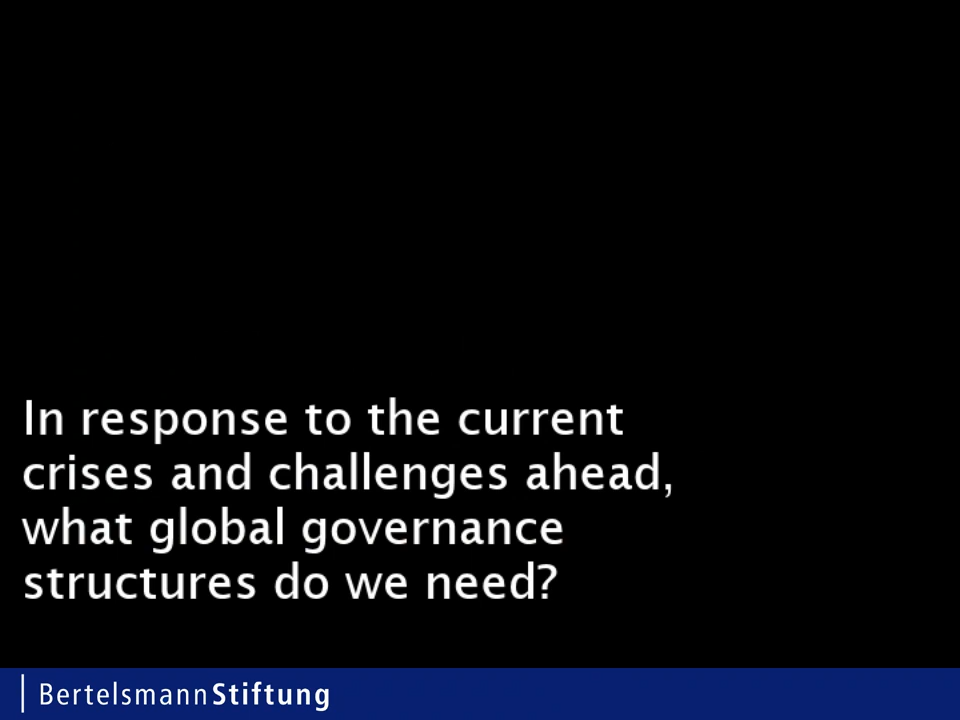 In response to the current
crises and challenges ahead,
what global governance
structures do we need?
BertelsmannStiftung